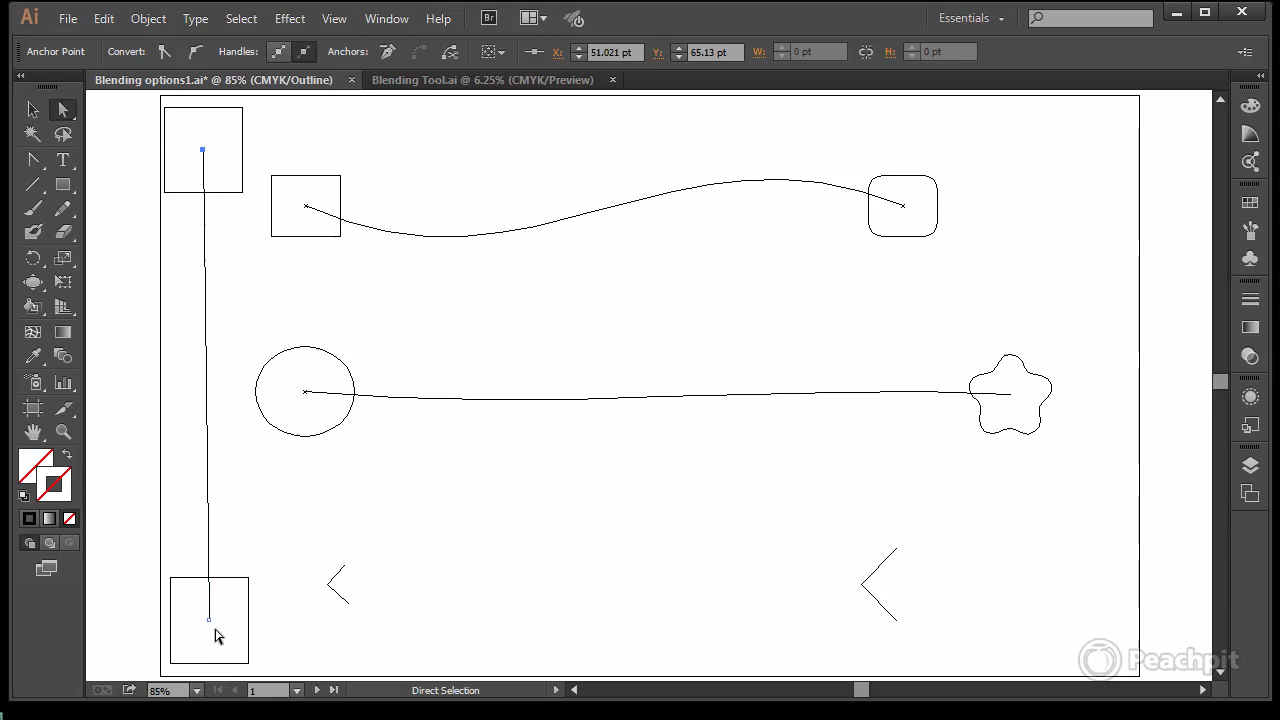 Ai File Edit Object Type Select Effect View Window Help Br Essentials
Anchor Point Convert: Handles: Anchors: X: 51.021 pt Y: 65.13 pt W: 0 pt H: 0 pt
Blending options1.ai* @ 85% (CMYK/Outline) × Blending Tool.ai @ 6.25% (CMYK/Preview) ×
T
Peachpit
85% 1 Direct Selection